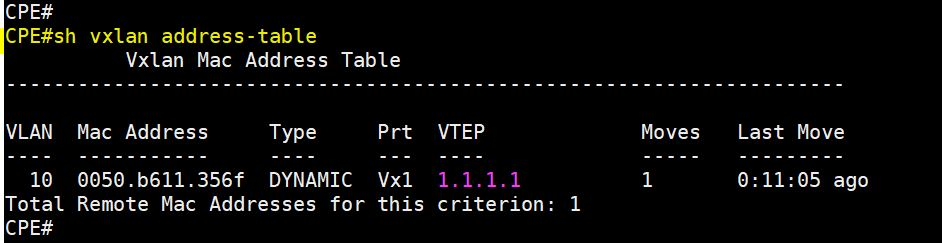 CPE#
CPE#sh vxlan address-table
Vxlan Mac Address Table
----------------------------------------------------------------------
VLAN  Mac Address     Type     Prt  VTEP             Moves   Last Move
----  -----------     ----     ---  ----             -----   ---------
  10  0050.b611.356f  DYNAMIC  Vx1  1.1.1.1          1       0:11:05 ago
Total Remote Mac Addresses for this criterion: 1
CPE#